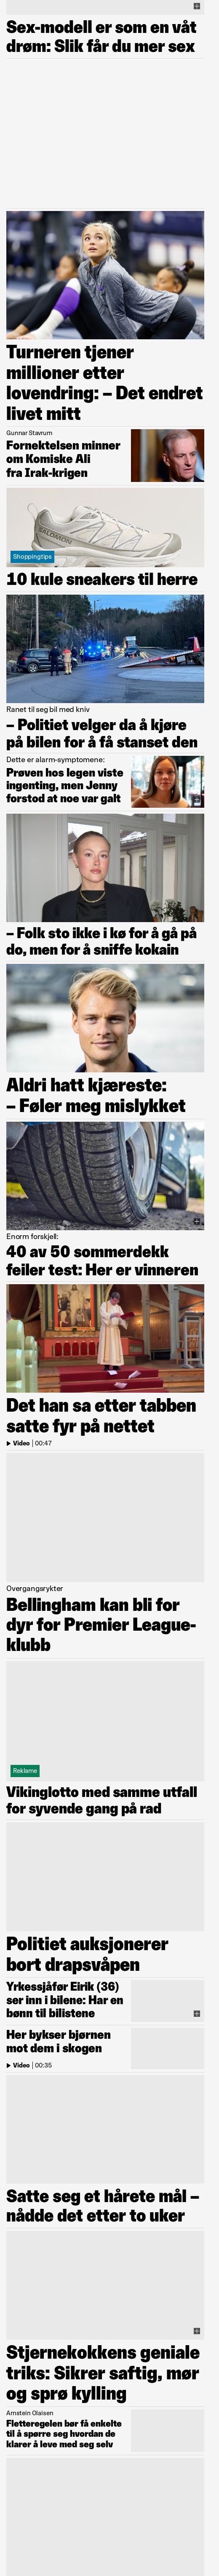 Sex-modell er som en våt
drøm: Slik får du mer sex
Turneren tjener
millioner etter
lovendring: – Det endret
livet mitt
Gunnar Stavrum
Fornektelsen minner
om Komiske Ali
fra Irak-krigen
SALOMON
Shoppingtips
10 kule sneakers til herre
Ranet til seg bil med kniv
– Politiet velger da å kjøre
på bilen for å få stanset den
Dette er alarm-symptomene:
Prøven hos legen viste
ingenting, men Jenny
forstod at noe var galt
– Folk sto ikke i kø for å gå på
do, men for å sniffe kokain
Aldri hatt kjæreste:
– Føler meg mislykket
Enorm forskjell:
40 av 50 sommerdekk
feiler test: Her er vinneren
Det han sa etter tabben
satte fyr på nettet
Video | 00:47
Overgangsrykter
Bellingham kan bli for
dyr for Premier League-
klubb
Reklame
Vikinglotto med samme utfall
for syvende gang på rad
Politiet auksjonerer
bort drapsvåpen
Yrkessjåfør Eirik (36)
ser inn i bilene: Har en
bønn til bilistene
Her bykser bjørnen
mot dem i skogen
Video | 00:35
Satte seg et hårete mål –
nådde det etter to uker
Stjernekokkens geniale
triks: Sikrer saftig, mør
og sprø kylling
Arnstein Olaisen
Fletteregelen bør få enkelte
til å spørre seg hvordan de
klarer å leve med seg selv